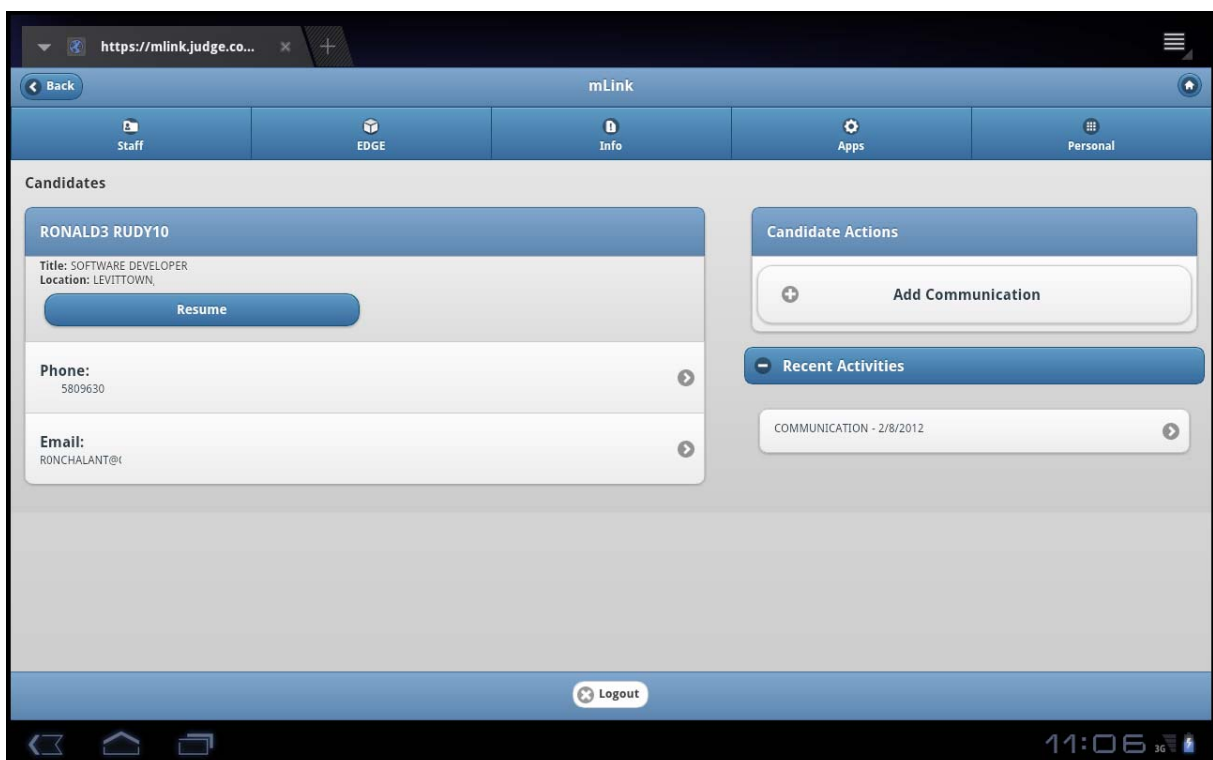 https://mlink.judge.co...
Back
mLink
Staff
EDGE
Info
Apps
Personal
Candidates
RONALD3 RUDY10
Title: SOFTWARE DEVELOPER
Location: LEVITTOWN,
Resume
Phone:
5809630
Email:
RONCHALANT@(
Candidate Actions
Add Communication
Recent Activities
COMMUNICATION - 2/8/2012
Logout
11:06 3G